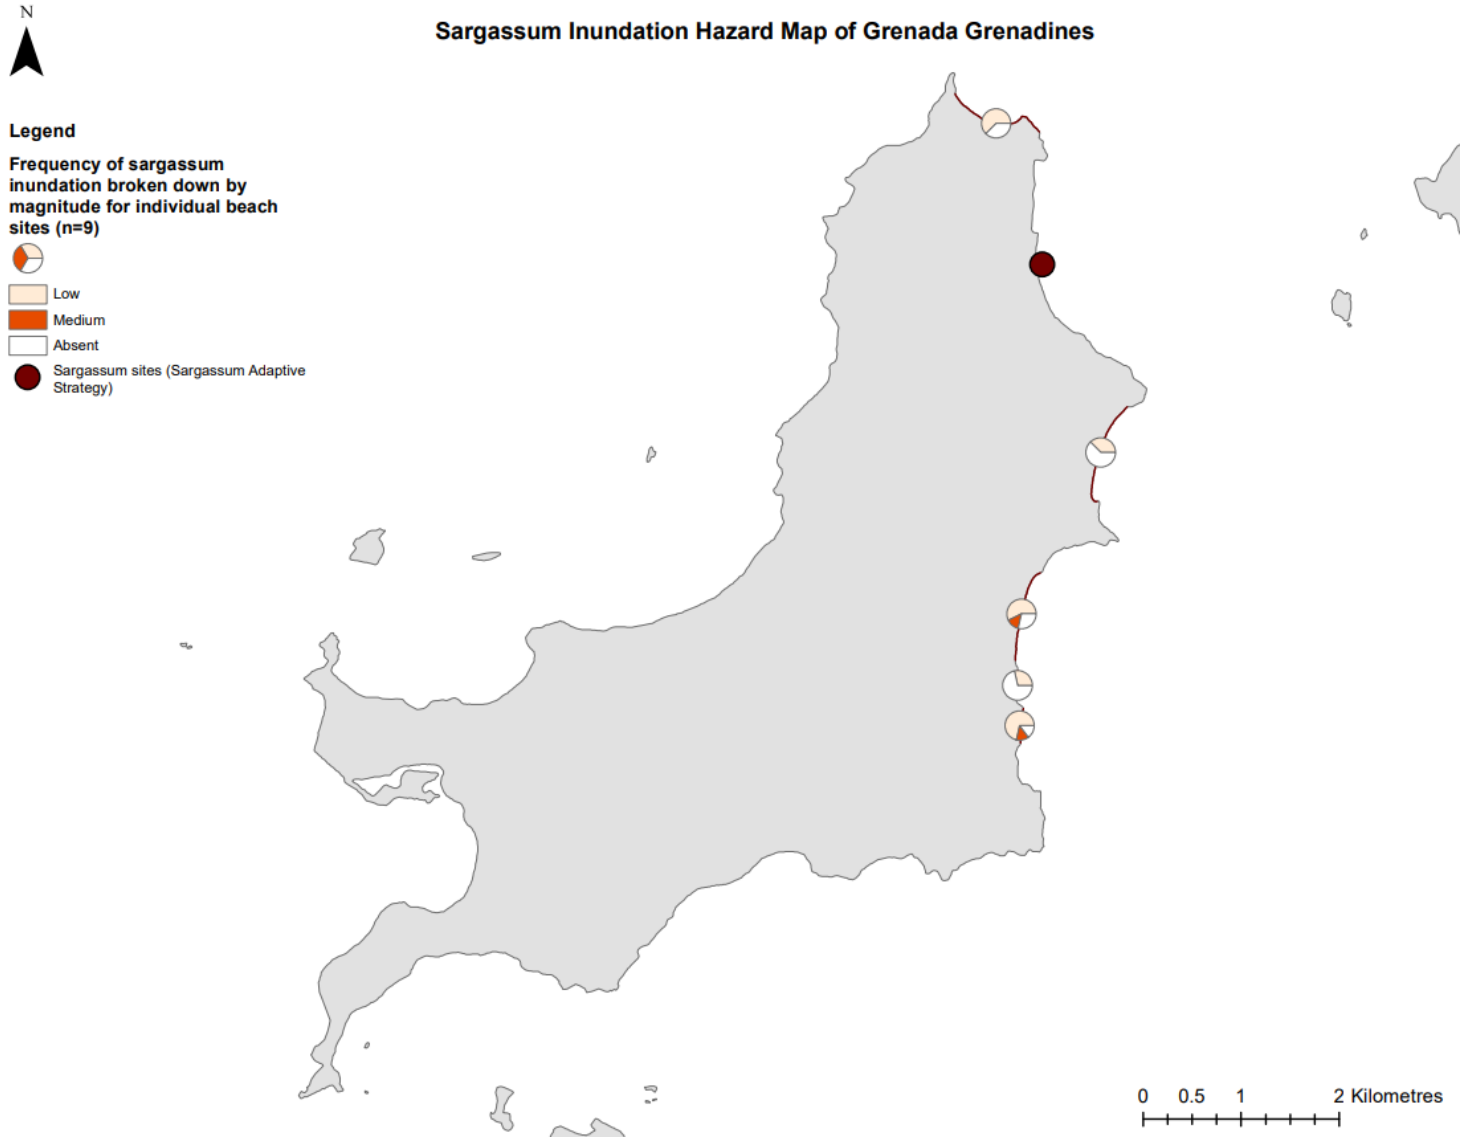 N
Sargassum Inundation Hazard Map of Grenada Grenadines
Legend
Frequency of sargassum
inundation broken down by
magnitude for individual beach
sites (n=9)
Low
Medium
Absent
Sargassum sites (Sargassum Adaptive
Strategy)
0 0.5 1 2 Kilometres